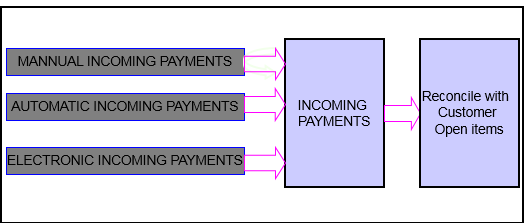 MANNUAL INCOMING PAYMENTS
AUTOMATIC INCOMING PAYMENTS
ELECTRONIC INCOMING PAYMENTS
INCOMING
PAYMENTS
Reconcile with
Customer
Open items